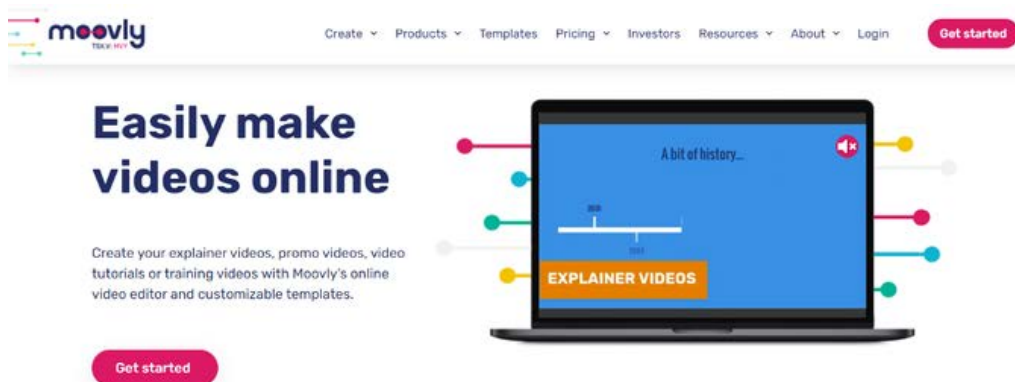 moovly
TSX.V: MVY
Create Products Templates Pricing Investors Resources About Login Get started
Easily make
videos online
Create your explainer videos, promo videos, video
tutorials or training videos with Moovly's online
video editor and customizable templates.
Get started
A bit of history...
EXPLAINER VIDEOS